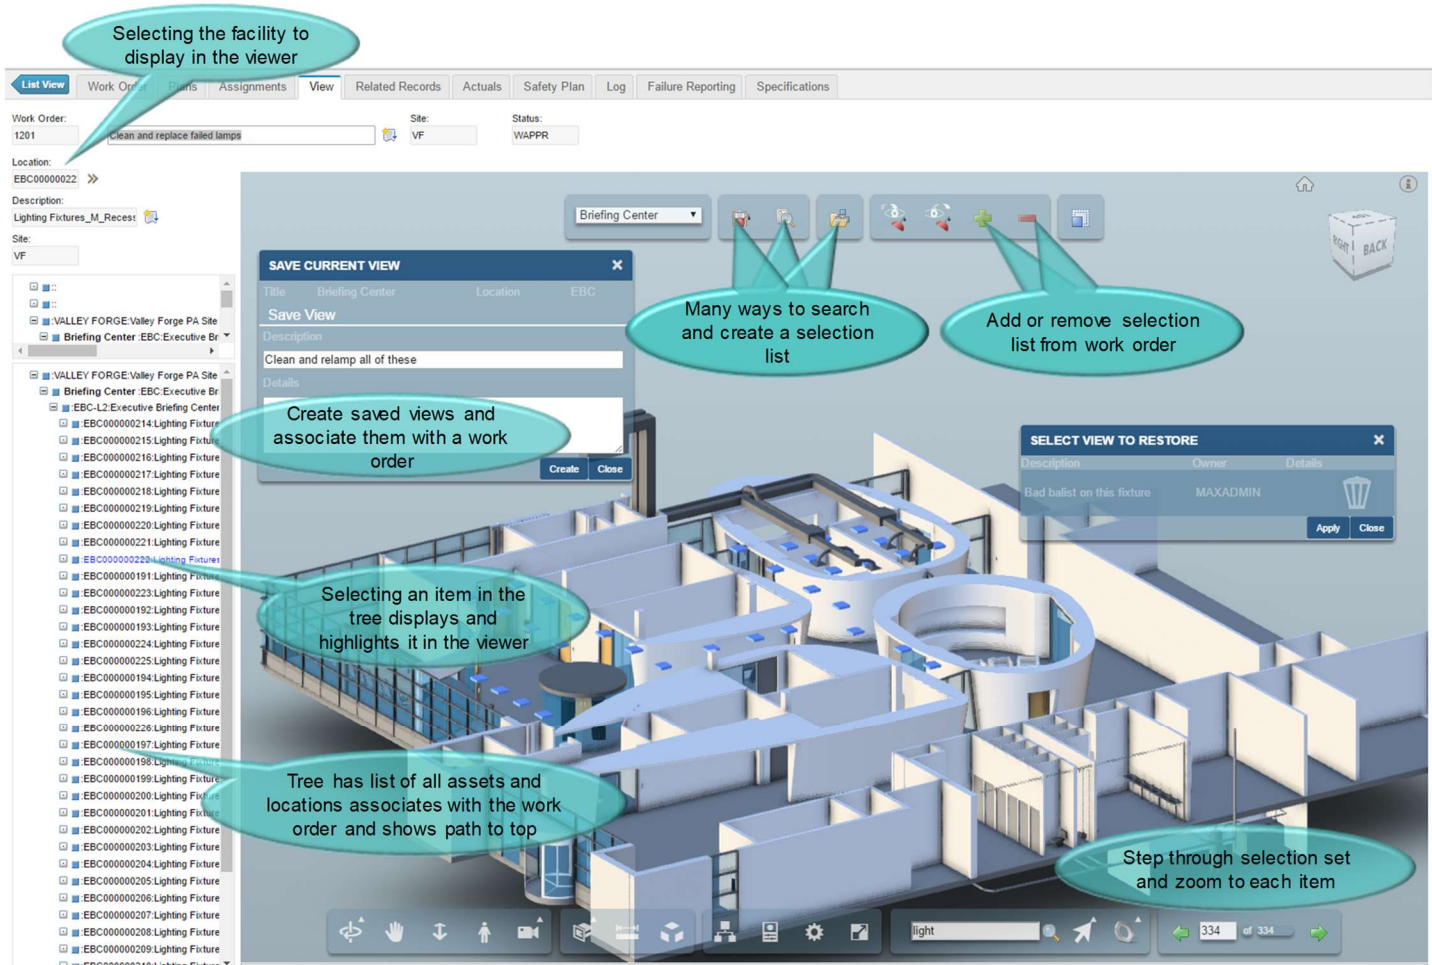 Selecting the facility to
display in the viewer
List View
Work Order
Plans
Assignments
View
Related Records
Actuals
Safety Plan
Log
Failure Reporting
Specifications
Work Order:
1201
Clean and replace failed lamps
Site:
VF
Status:
WAPPR
Location:
EBC00000022
Description:
Lighting Fixtures_M_Recess
Site:
VF
::
::
:VALLEY FORGE:Valley Forge PA Site
Briefing Center :EBC:Executive Br
:VALLEY FORGE:Valley Forge PA Site
Briefing Center :EBC:Executive Br
:EBC-L2:Executive Briefing Center
:EBC000000214:Lighting Fixture
:EBC000000215:Lighting Fixture
:EBC000000216:Lighting Fixture
:EBC000000217:Lighting Fixture
:EBC000000218:Lighting Fixture
:EBC000000219:Lighting Fixture
:EBC000000220:Lighting Fixture
:EBC000000221:Lighting Fixture
:EBC000000222:Lighting Fixtures
:EBC000000191:Lighting Fixture
:EBC000000223:Lighting Fixture
:EBC000000192:Lighting Fixture
:EBC000000193:Lighting Fixture
:EBC000000224:Lighting Fixture
:EBC000000225:Lighting Fixture
:EBC000000194:Lighting Fixture
:EBC000000195:Lighting Fixture
:EBC000000196:Lighting Fixture
:EBC000000226:Lighting Fixture
:EBC000000197:Lighting Fixture
:EBC000000198:Lighting Fixture
:EBC000000199:Lighting Fixture
:EBC000000200:Lighting Fixture
:EBC000000201:Lighting Fixture
:EBC000000202:Lighting Fixture
:EBC000000203:Lighting Fixture
:EBC000000204:Lighting Fixture
:EBC000000205:Lighting Fixture
:EBC000000206:Lighting Fixture
:EBC000000207:Lighting Fixture
:EBC000000208:Lighting Fixture
:EBC000000209:Lighting Fixture
Briefing Center
SAVE CURRENT VIEW
Title Briefing Center Location EBC
Save View
Description
Clean and relamp all of these
Details
Create Close
Create saved views and
associate them with a work
order
Many ways to search
and create a selection
list
Add or remove selection
list from work order
RIGHT
BACK
SELECT VIEW TO RESTORE
Description Owner Details
Bad balist on this fixture MAXADMIN
Apply Close
Selecting an item in the
tree displays and
highlights it in the viewer
Tree has list of all assets and
locations associates with the work
order and shows path to top
Step through selection set
and zoom to each item
light
334 of 334